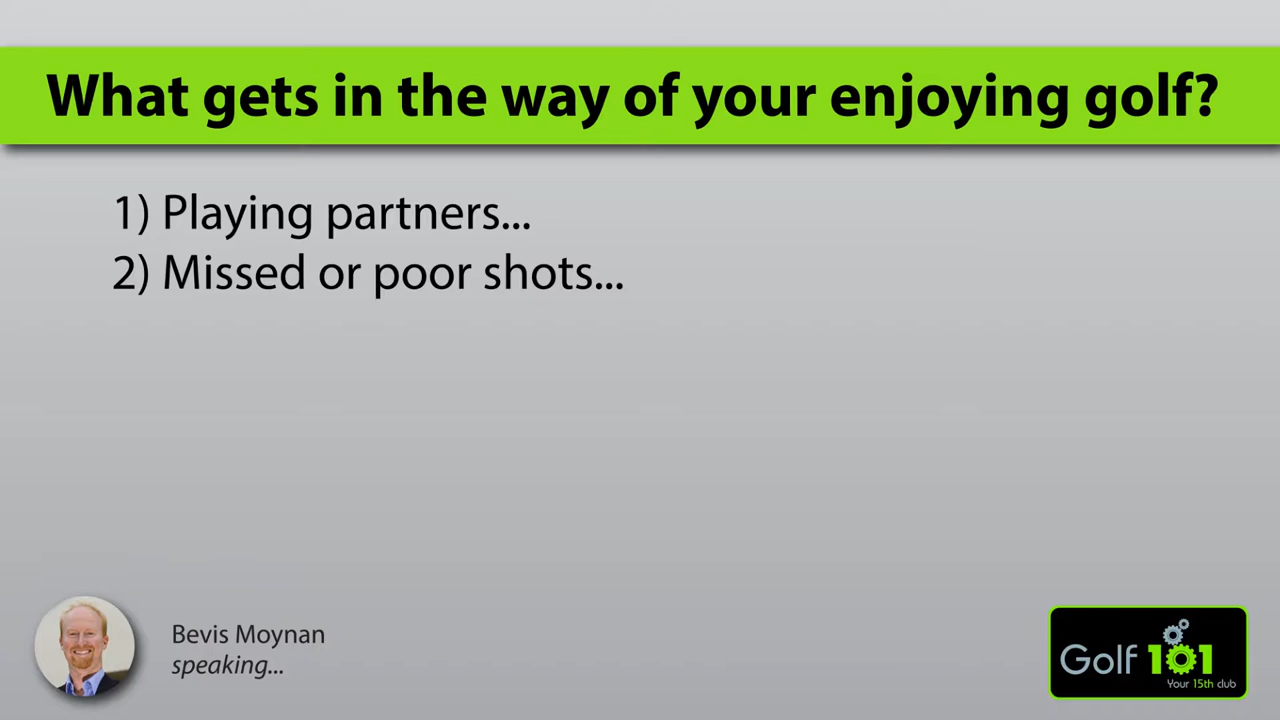 What gets in the way of your enjoying golf?
1) Playing partners...
2) Missed or poor shots...
Bevis Moynan
speaking...
Golf 101
Your 15th club